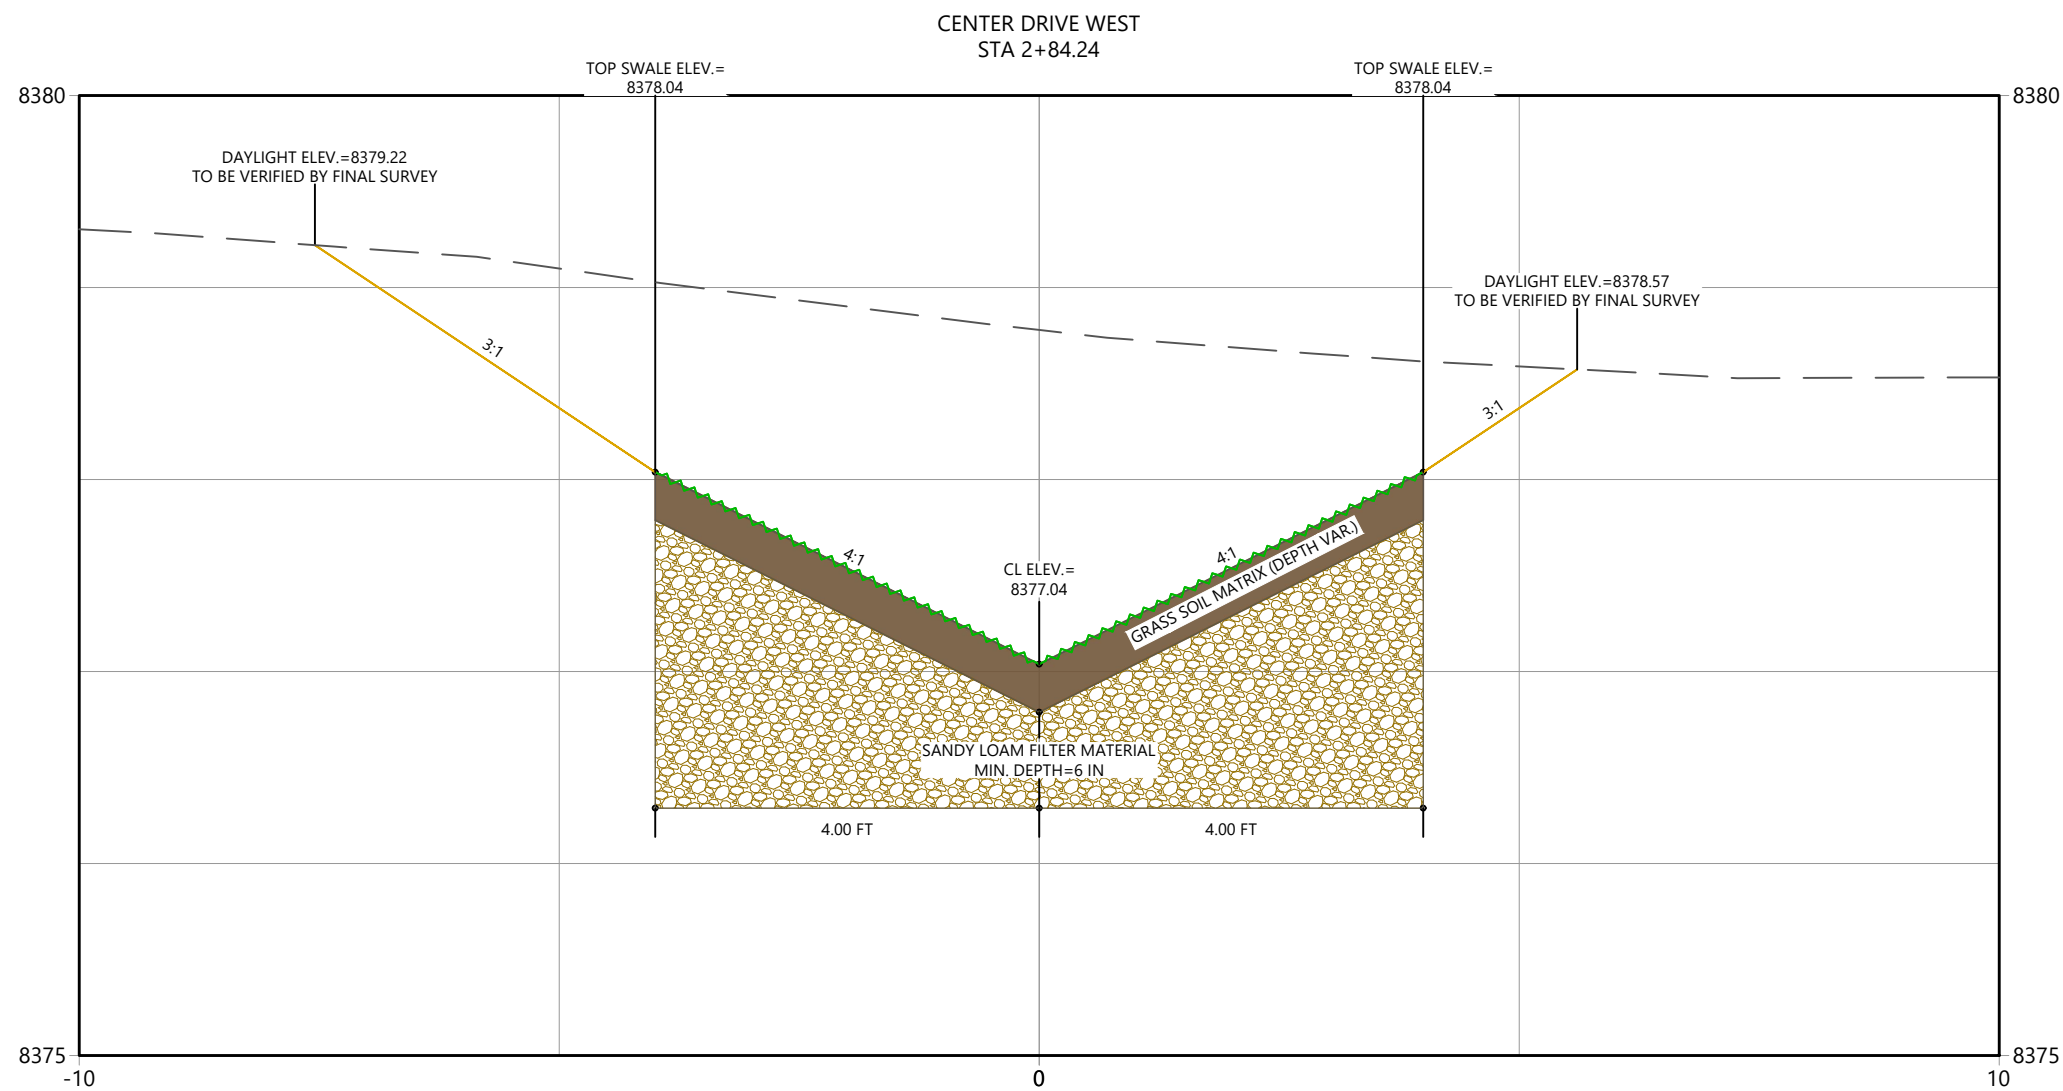 CENTER DRIVE WEST
STA 2+84.24
TOP SWALE ELEV.=
8378.04
TOP SWALE ELEV.=
8378.04
8380
8380
DAYLIGHT ELEV.=8379.22
TO BE VERIFIED BY FINAL SURVEY
DAYLIGHT ELEV.=8378.57
TO BE VERIFIED BY FINAL SURVEY
3:1
3:1
4:1
4:1
GRASS SOIL MATRIX (DEPTH VAR.)
CL ELEV.=
8377.04
SANDY LOAM FILTER MATERIAL
MIN. DEPTH=6 IN
4.00 FT
4.00 FT
8375
8375
-10
0
10